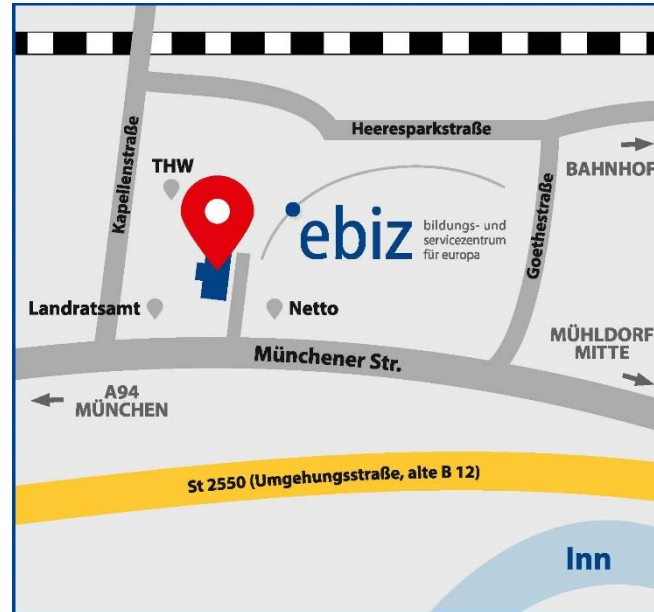 Heeresparkstraße
THW
BAHNHOF
Kapellenstraße
Goethestraße
ebiz
bildungs- und
servicezentrum
für europa
Landratsamt
Netto
Münchener Str.
MÜHLDORF
MITTE
A94
MÜNCHEN
St 2550 (Umgehungsstraße, alte B 12)
Inn